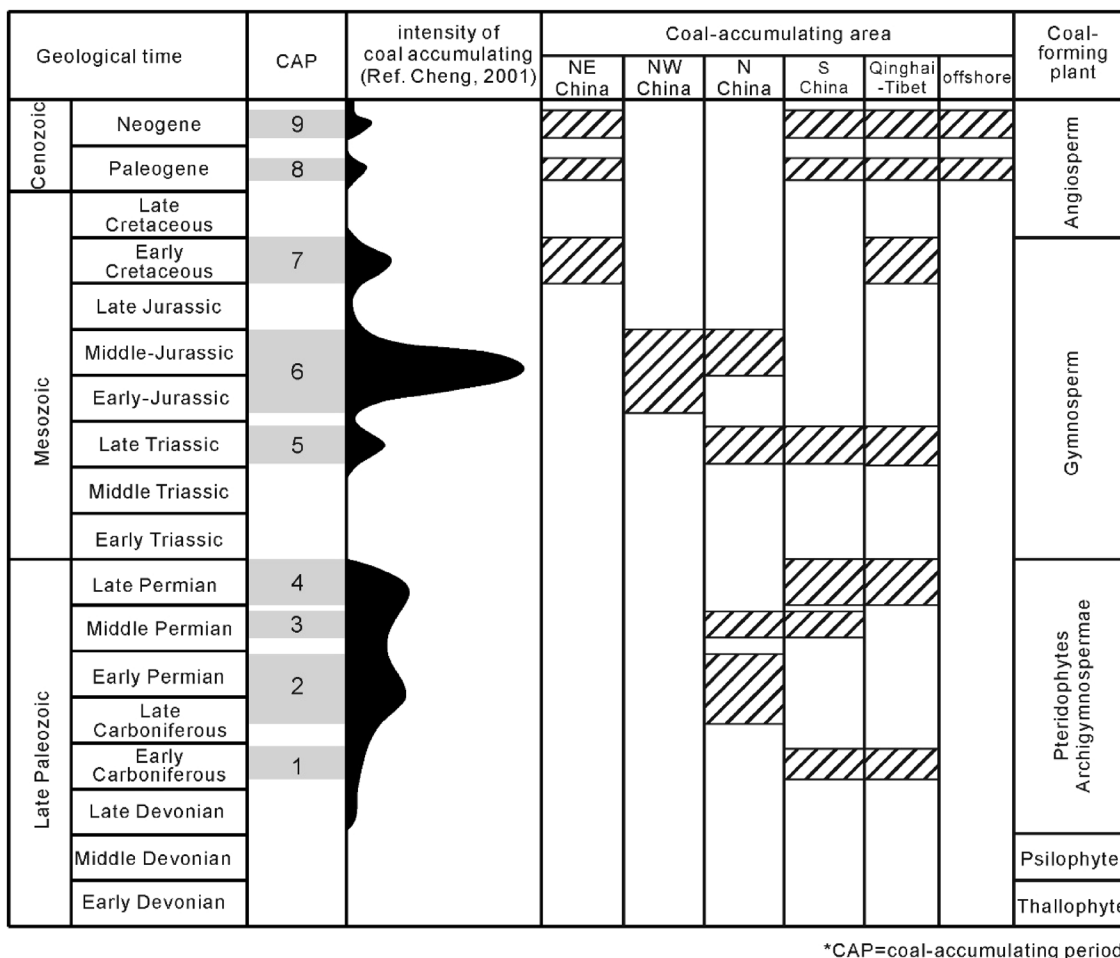 Geological time
CAP
intensity of
coal accumulating
(Ref. Cheng, 2001)
Coal-accumulating area
NE
China
NW
China
N
China
S
China
Qinghai
-Tibet
offshore
Coal-
forming
plant
Cenozoic
Neogene
9
Paleogene
8
Angiosperm
Mesozoic
Late
Cretaceous
Early
Cretaceous
7
Late Jurassic
Middle-Jurassic
6
Early-Jurassic
Late Triassic
5
Middle Triassic
Early Triassic
Gymnosperm
Late Paleozoic
Late Permian
4
Middle Permian
3
Early Permian
2
Late
Carboniferous
Early
Carboniferous
1
Late Devonian
Middle Devonian
Early Devonian
Pteridophytes
Archigymnospermae
Psilophyte
Thallophyte
*CAP=coal-accumulating period